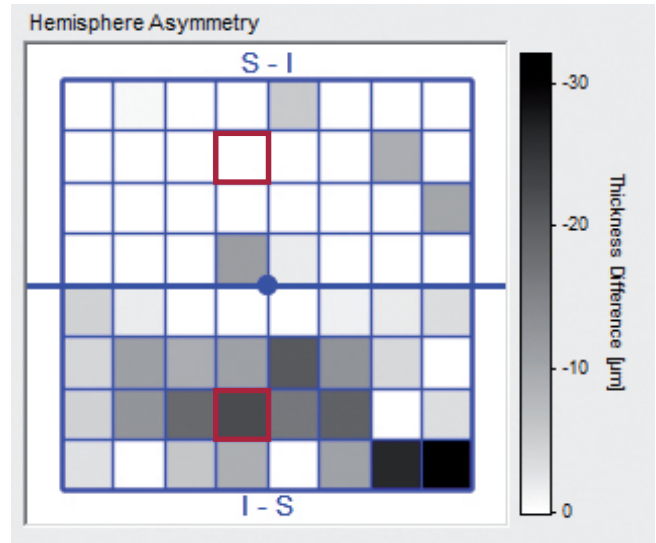 Hemisphere Asymmetry
S - I
-30
-20
-10
0
Thickness Difference [µm]
I - S